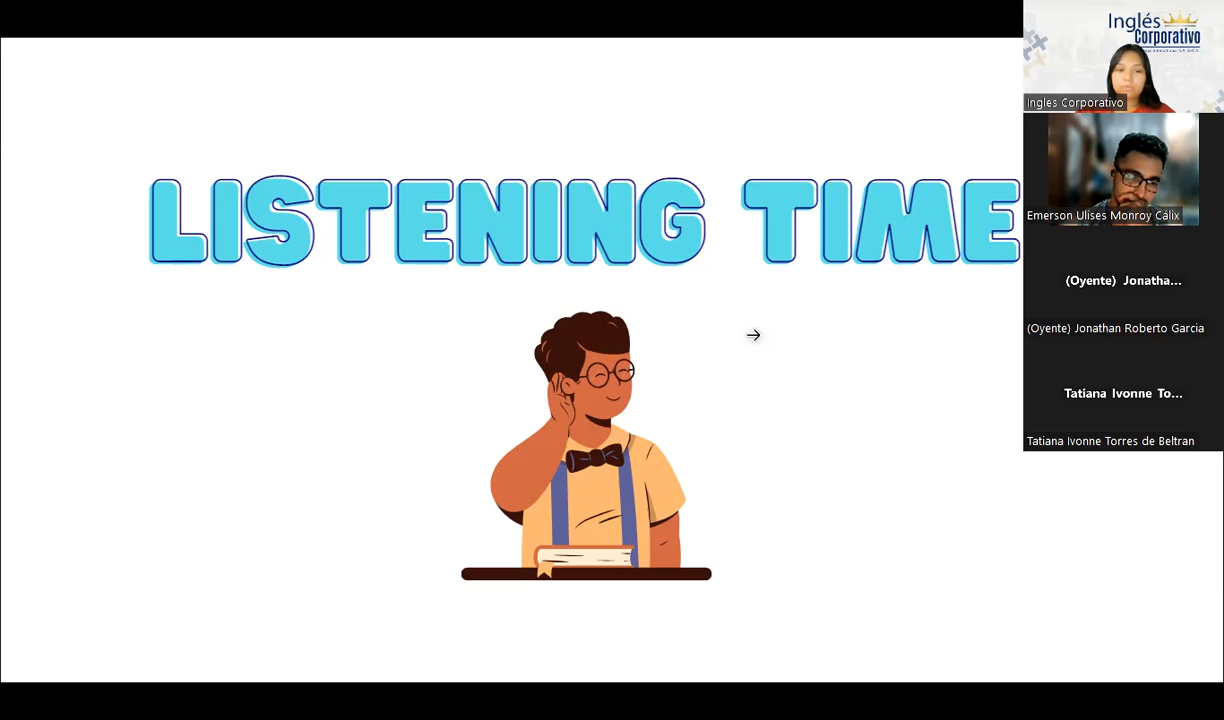 LISTENING TIME
Inglés
Corporativo
Ingles Corporativo
Emerson Ulises Monroy Cálix
(Oyente) Jonatha...
(Oyente) Jonathan Roberto Garcia
Tatiana Ivonne To...
Tatiana Ivonne Torres de Beltran